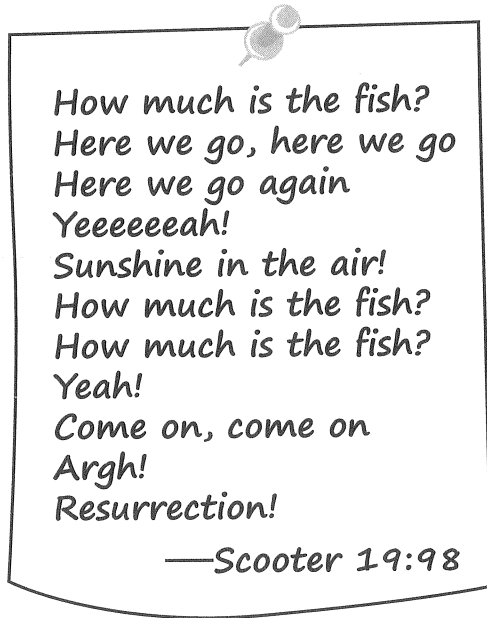 How much is the fish?
Here we go, here we go
Here we go again
Yeeeeeeah!
Sunshine in the air!
How much is the fish?
How much is the fish?
Yeah!
Come on, come on
Argh!
Resurrection!
—Scooter 19:98